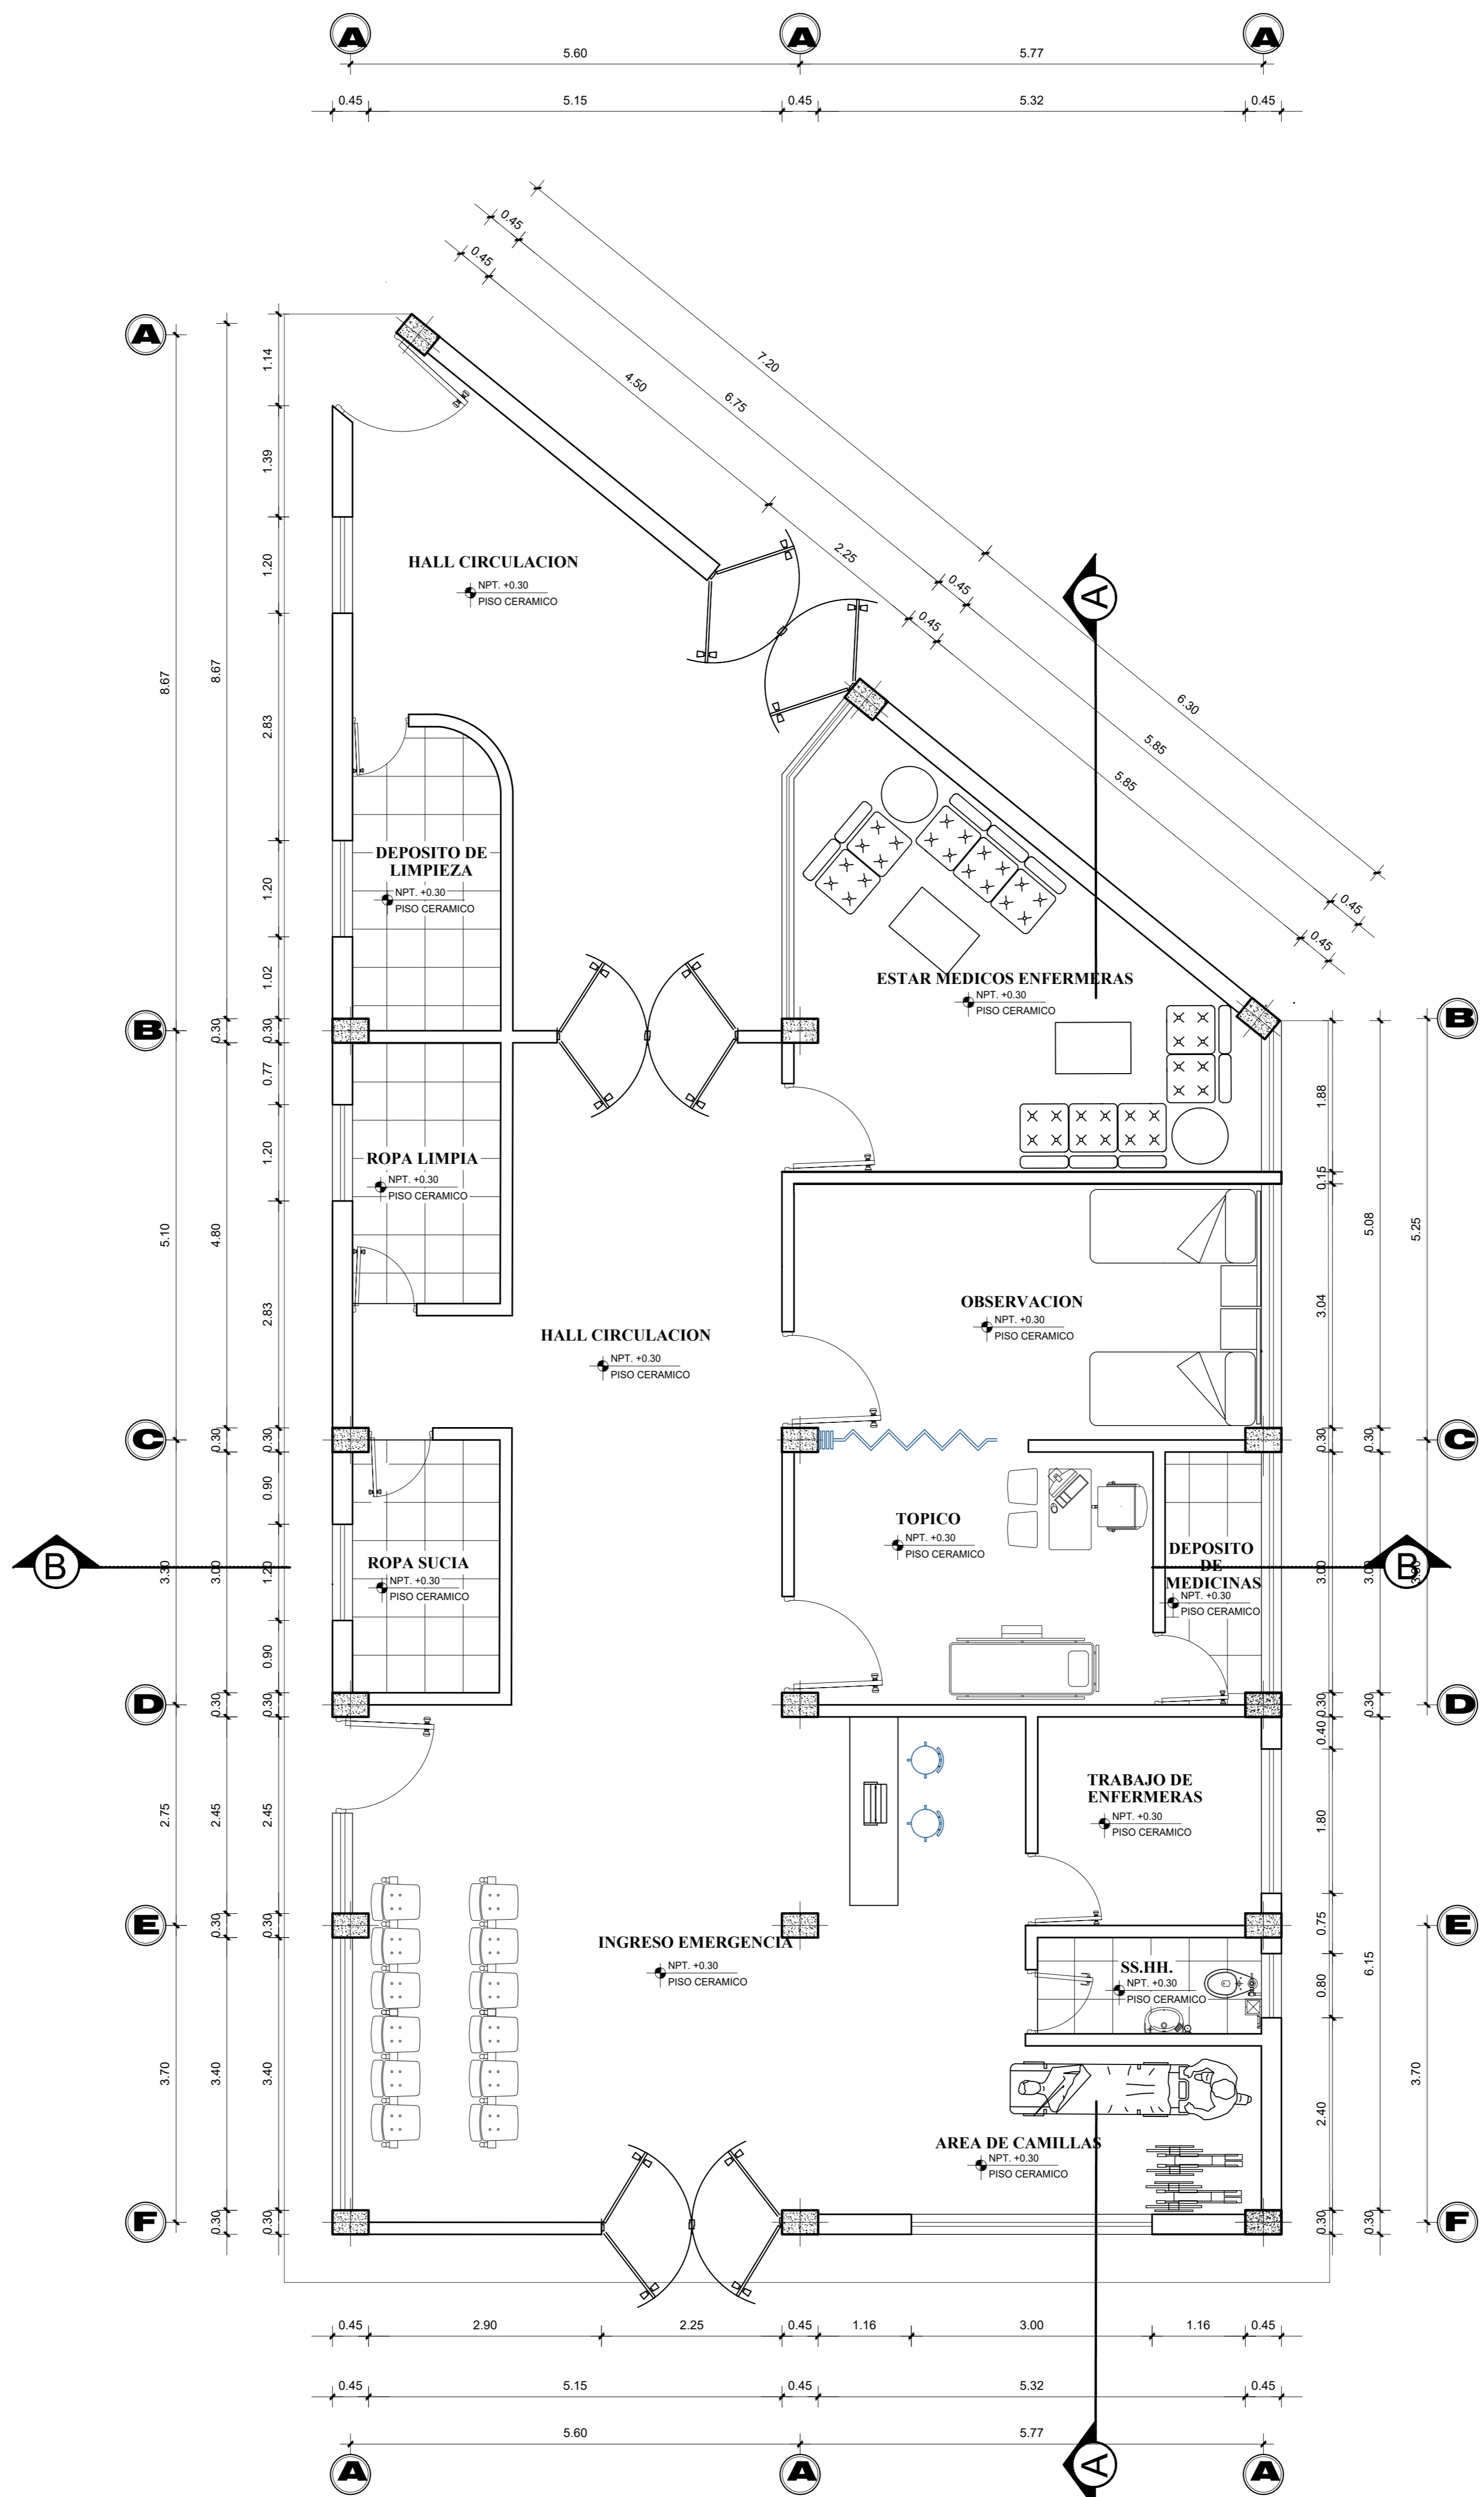 A A A
5.60 5.77
0.45 5.15 0.45 5.32 0.45
0.45
0.45
7.20
4.50
6.75
2.25
0.45
0.45
6.30
5.85
5.85
0.45
0.45
A
8.67
8.67
1.14
1.39
1.20
2.83
1.20
1.02
HALL CIRCULACION
NPT. +0.30
PISO CERAMICO
A
DEPOSITO DE
LIMPIEZA
NPT. +0.30
PISO CERAMICO
ESTAR MEDICOS ENFERMERAS
NPT. +0.30
PISO CERAMICO
B
0.30
0.30
0.77
1.20
2.83
5.10
4.80
B
1.88
0.15
3.04
5.08
5.25
ROPA LIMPIA
NPT. +0.30
PISO CERAMICO
OBSERVACION
NPT. +0.30
PISO CERAMICO
HALL CIRCULACION
NPT. +0.30
PISO CERAMICO
C
0.30
0.30
0.90
0.30
0.30
C
TOPICO
NPT. +0.30
PISO CERAMICO
B
3.30
3.00
1.20
ROPA SUCIA
NPT. +0.30
PISO CERAMICO
DEPOSITO
DE
MEDICINAS
NPT. +0.30
PISO CERAMICO
3.00
3.00
3.30
B
0.90
D
0.30
0.30
0.30
0.30
D
0.40
2.75
2.45
2.45
TRABAJO DE
ENFERMERAS
NPT. +0.30
PISO CERAMICO
1.80
E
0.30
0.30
0.75
E
INGRESO EMERGENCIA
NPT. +0.30
PISO CERAMICO
SS.HH.
NPT. +0.30
PISO CERAMICO
0.80
6.15
3.70
3.40
3.40
2.40
3.70
AREA DE CAMILLAS
NPT. +0.30
PISO CERAMICO
F
0.30
0.30
0.30
0.30
F
0.45 2.90 2.25 0.45 1.16 3.00 1.16 0.45
0.45 5.15 0.45 5.32 0.45
5.60 5.77
A A A A